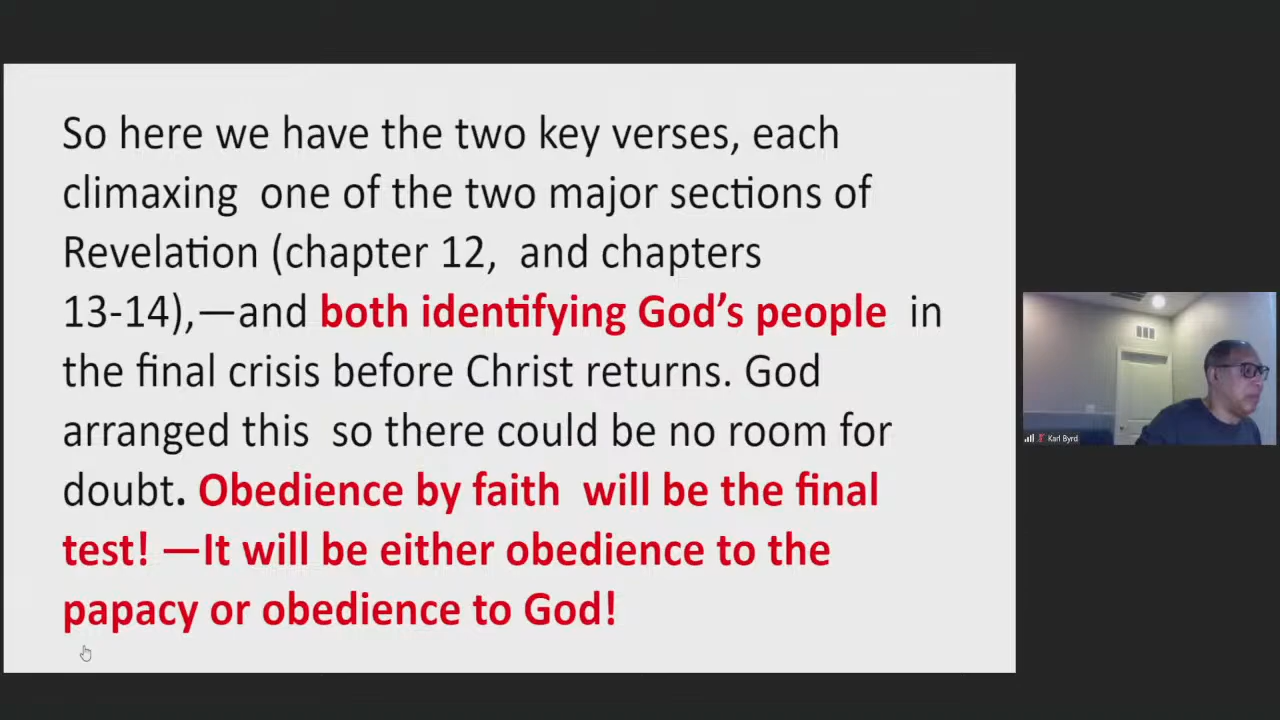 So here we have the two key verses, each
climaxing  one of the two major sections of
Revelation (chapter 12,  and chapters
13-14),—and both identifying God's people  in
the final crisis before Christ returns. God
arranged this  so there could be no room for
doubt. Obedience by faith  will be the final
test! —It will be either obedience to the
papacy or obedience to God!
Karl Byrd